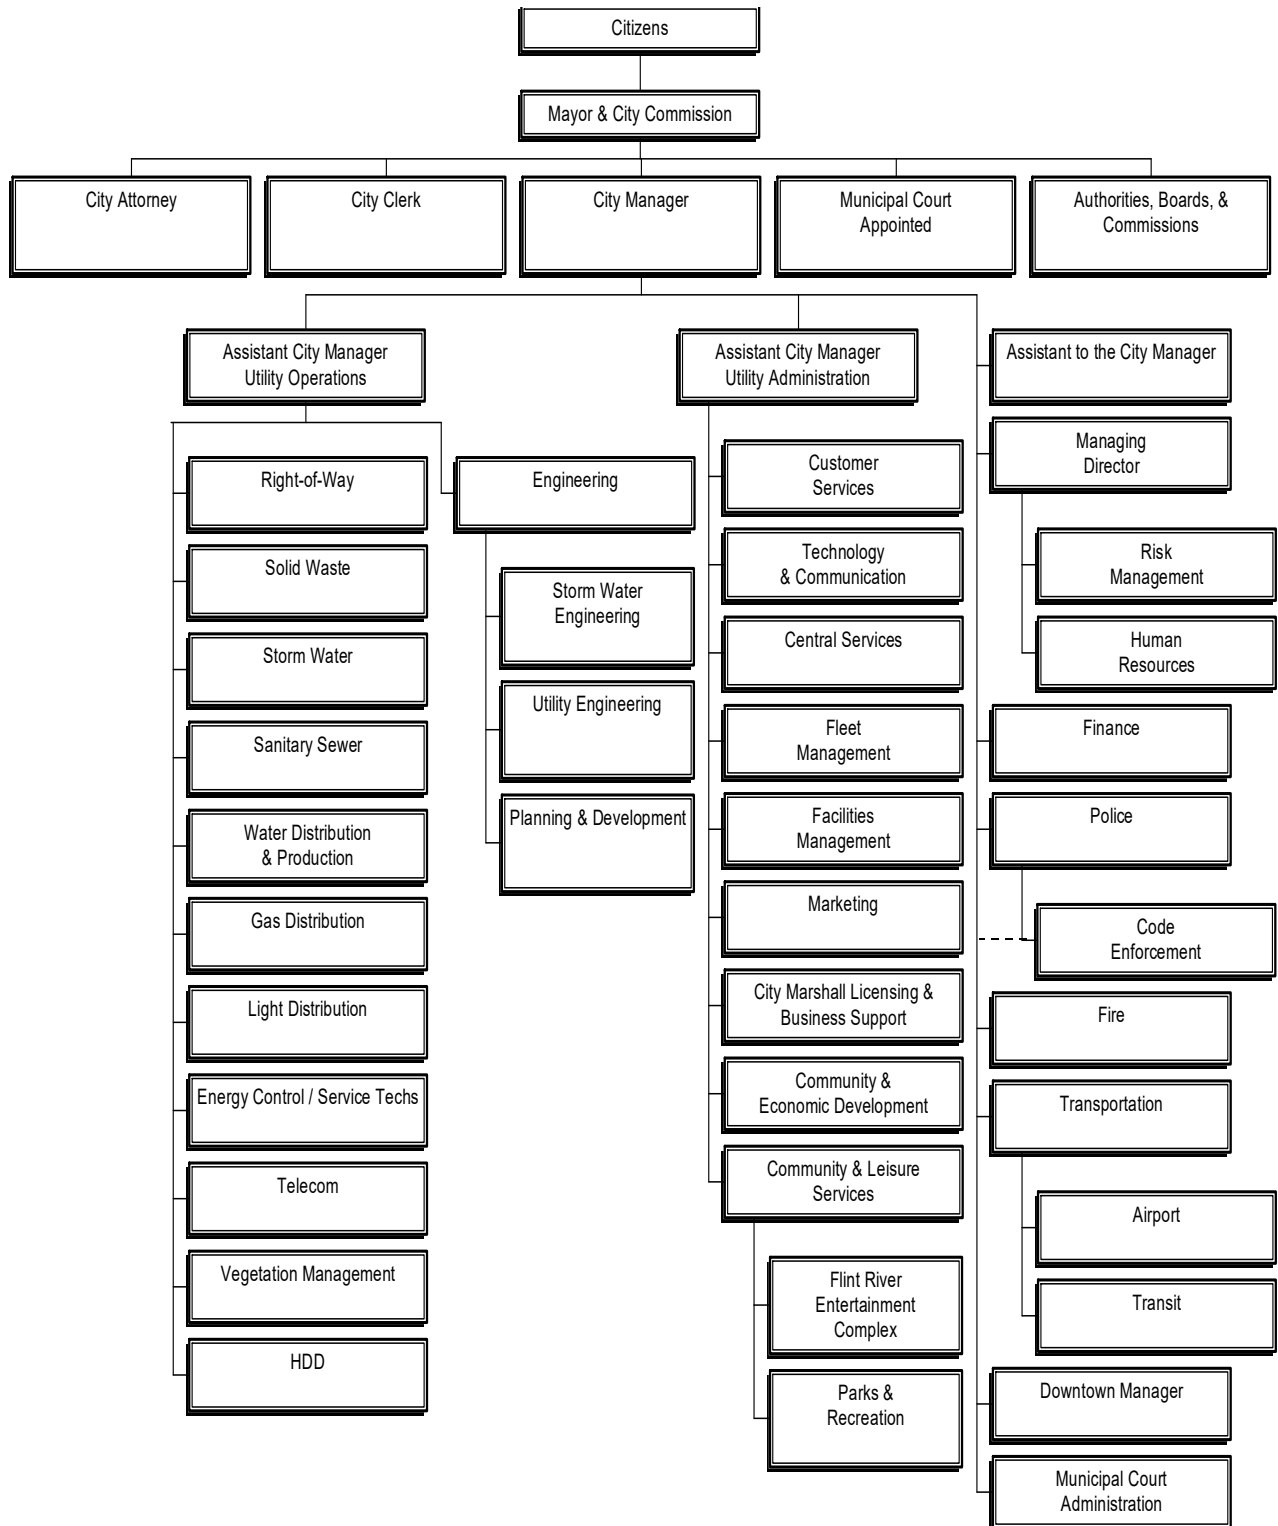 Citizens
Mayor & City Commission
City Attorney
City Clerk
City Manager
Municipal Court
Appointed
Authorities, Boards, &
Commissions
Assistant City Manager
Utility Operations
Right-of-Way
Solid Waste
Storm Water
Sanitary Sewer
Water Distribution
& Production
Gas Distribution
Light Distribution
Energy Control / Service Techs
Telecom
Vegetation Management
HDD
Engineering
Storm Water
Engineering
Utility Engineering
Planning & Development
Assistant City Manager
Utility Administration
Customer
Services
Technology
& Communication
Central Services
Fleet
Management
Facilities
Management
Marketing
City Marshall Licensing &
Business Support
Community &
Economic Development
Community & Leisure
Services
Flint River
Entertainment
Complex
Parks &
Recreation
Assistant to the City Manager
Managing
Director
Risk
Management
Human
Resources
Finance
Police
Code
Enforcement
Fire
Transportation
Airport
Transit
Downtown Manager
Municipal Court
Administration